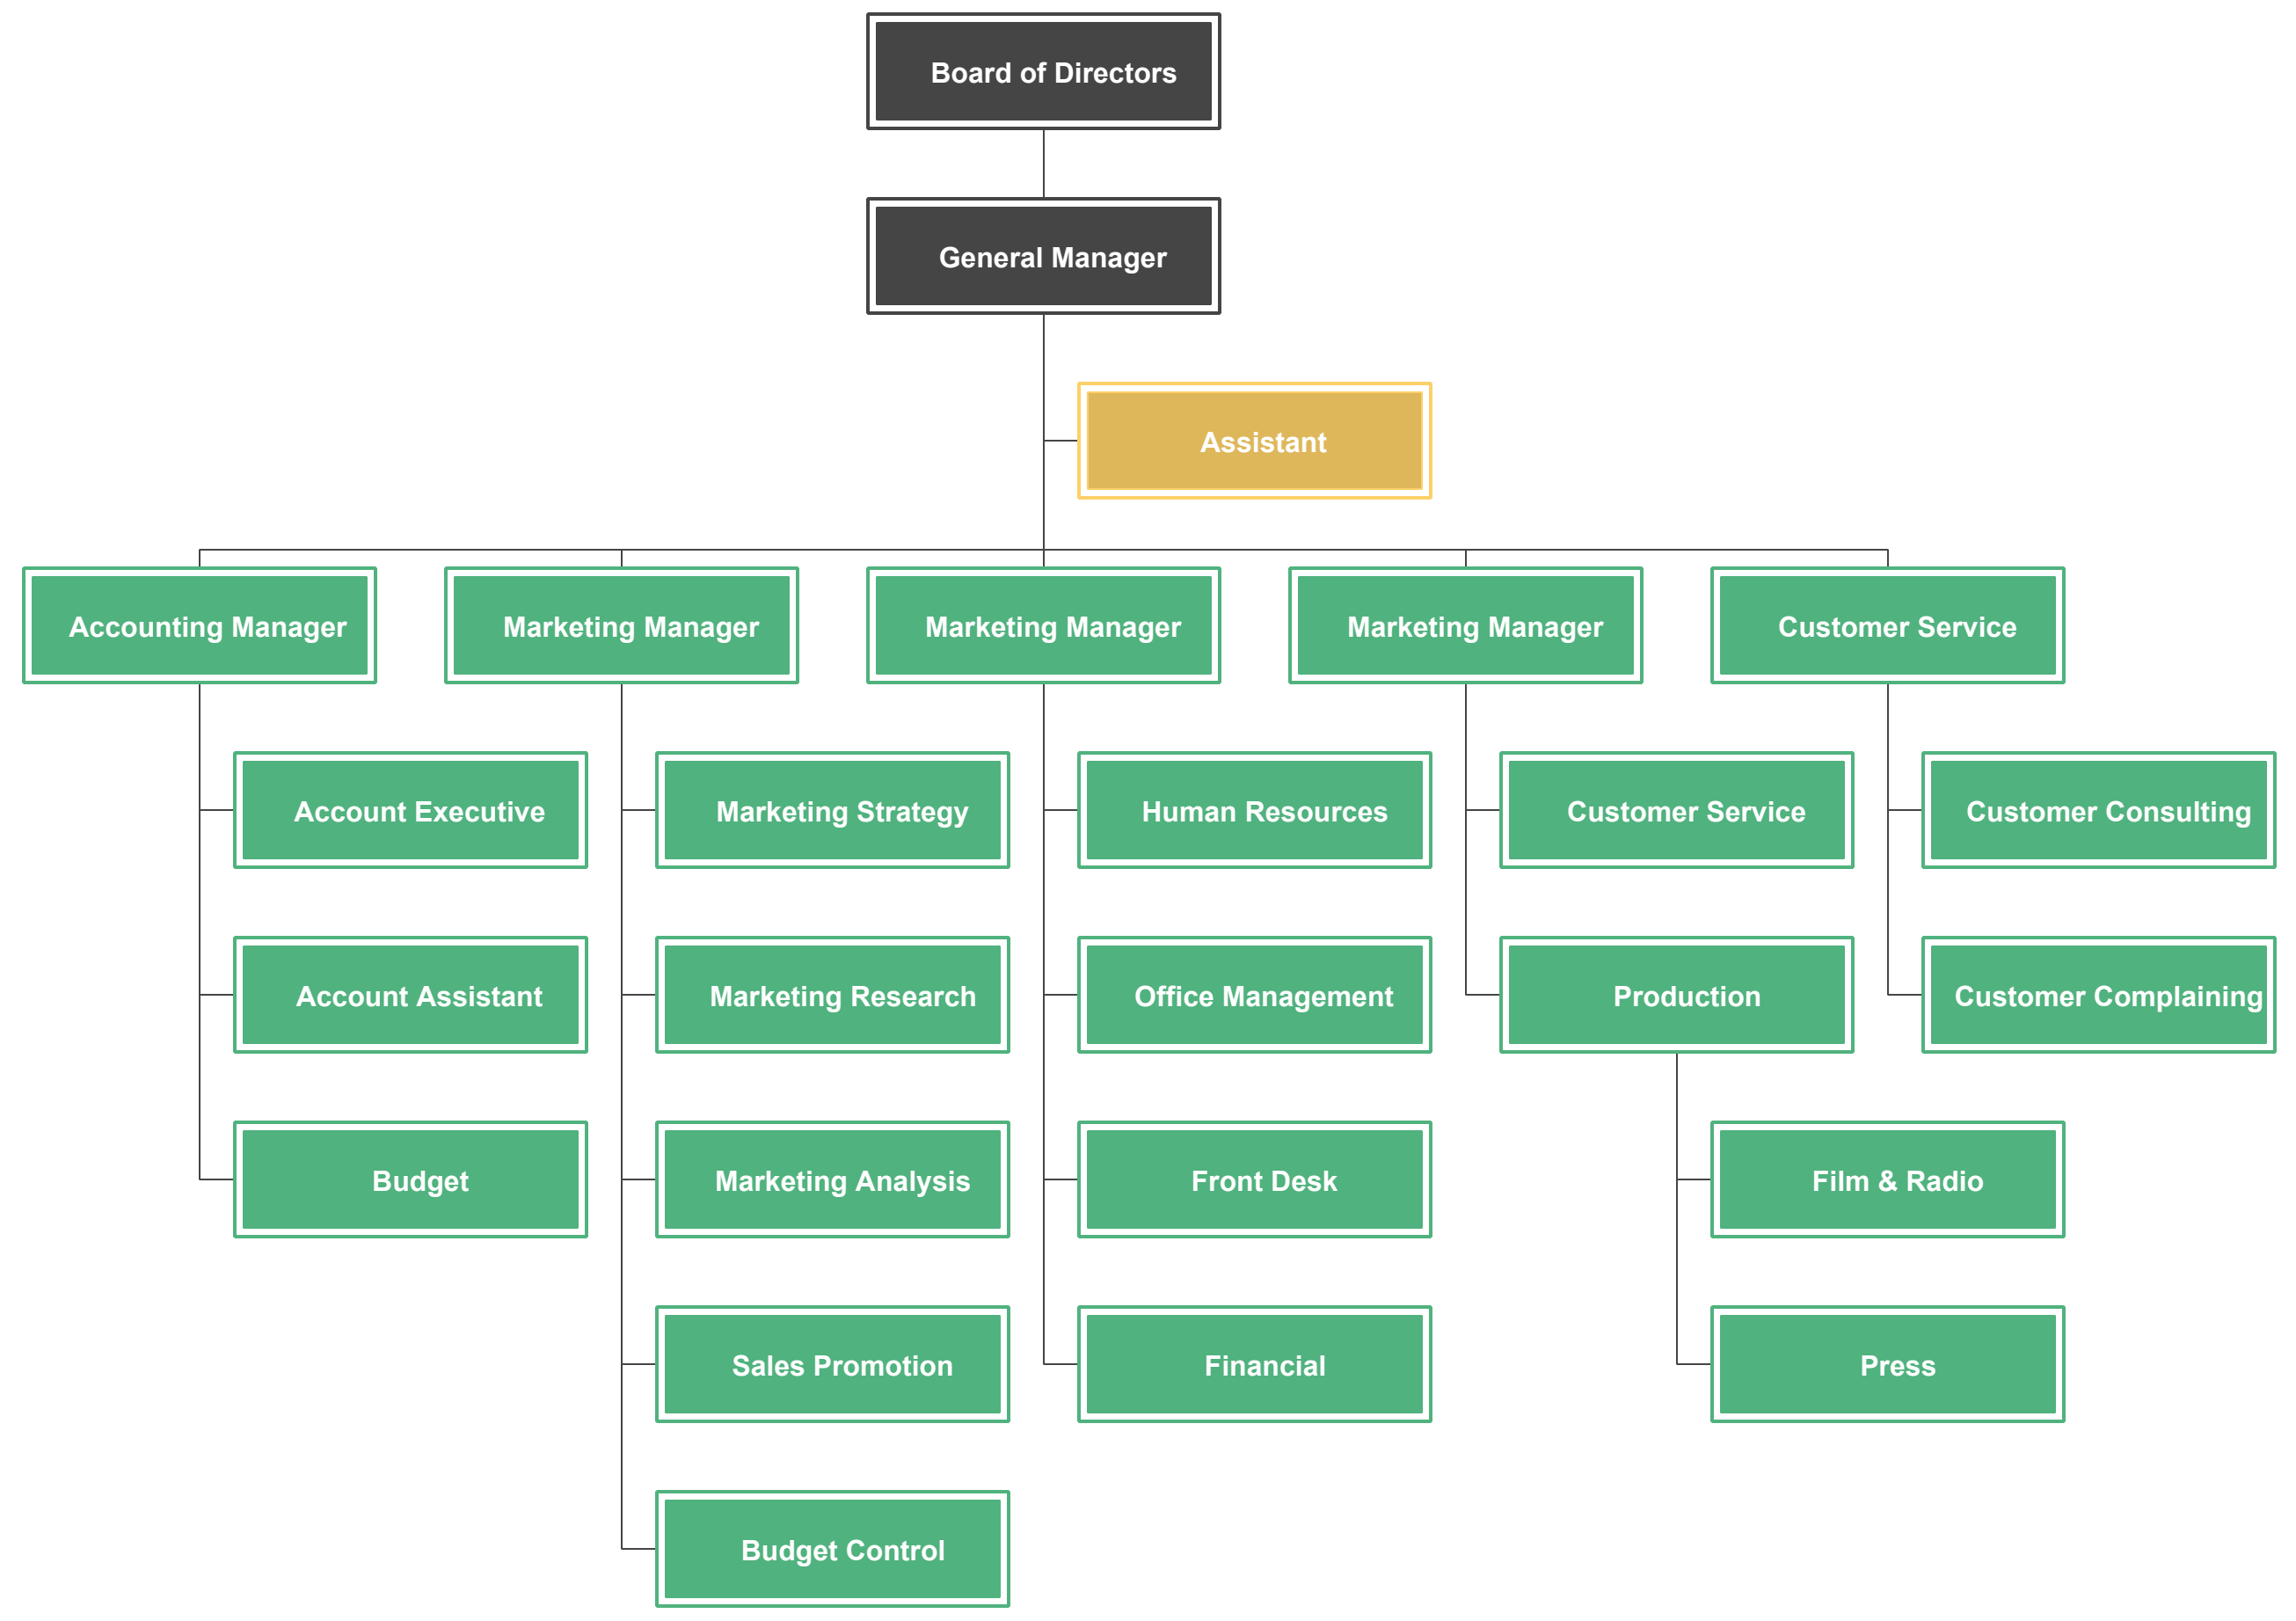 Board of Directors
General Manager
Assistant
Accounting Manager
Marketing Manager
Marketing Manager
Marketing Manager
Customer Service
Account Executive
Marketing Strategy
Human Resources
Customer Service
Customer Consulting
Account Assistant
Marketing Research
Office Management
Production
Customer Complaining
Budget
Marketing Analysis
Front Desk
Film & Radio
Sales Promotion
Financial
Press
Budget Control